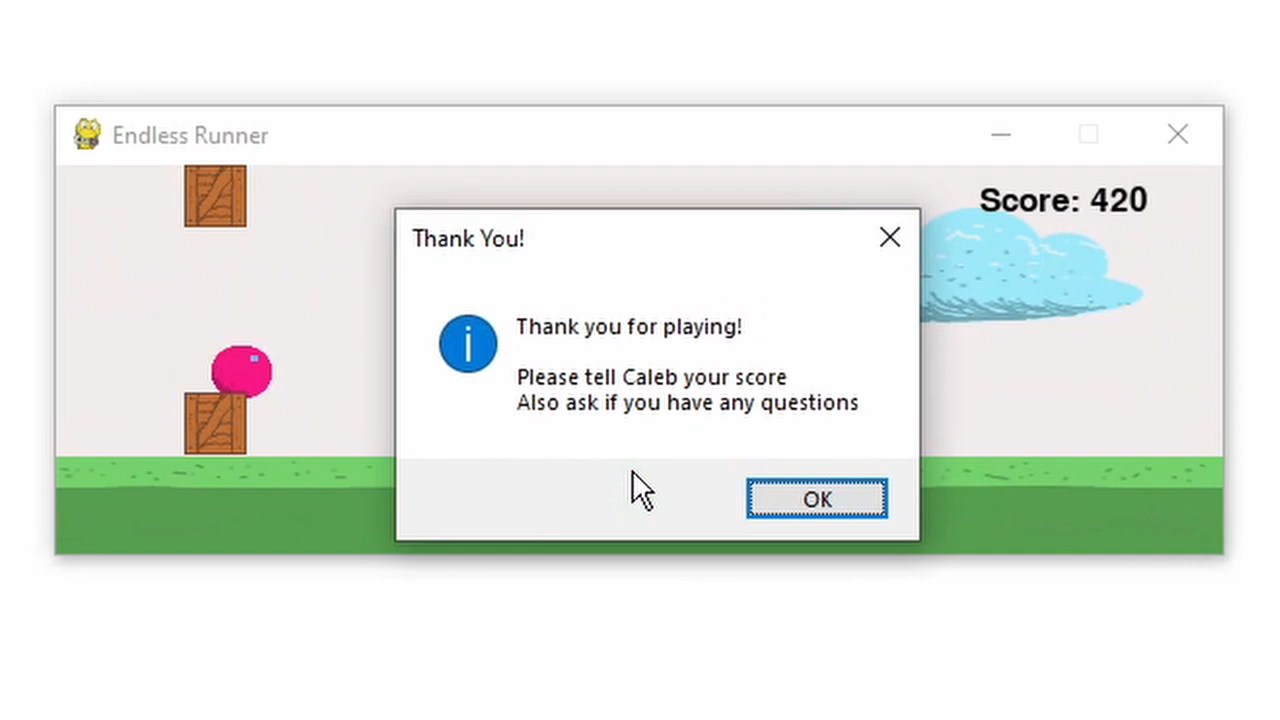 Endless Runner
Score: 420
Thank You!
Thank you for playing!
Please tell Caleb your score
Also ask if you have any questions
OK